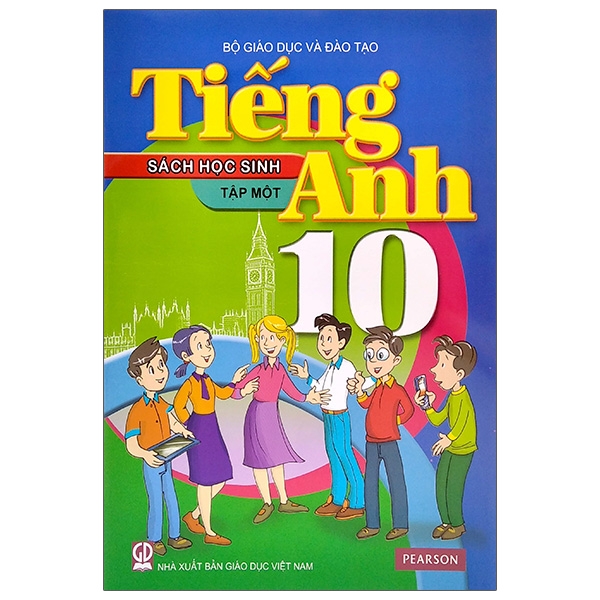 BỘ GIÁO DỤC VÀ ĐÀO TẠO
Tiếng
SÁCH HỌC SINH
Anh
TẬP MỘT
10
GD
NHÀ XUẤT BẢN GIÁO DỤC VIỆT NAM
PEARSON